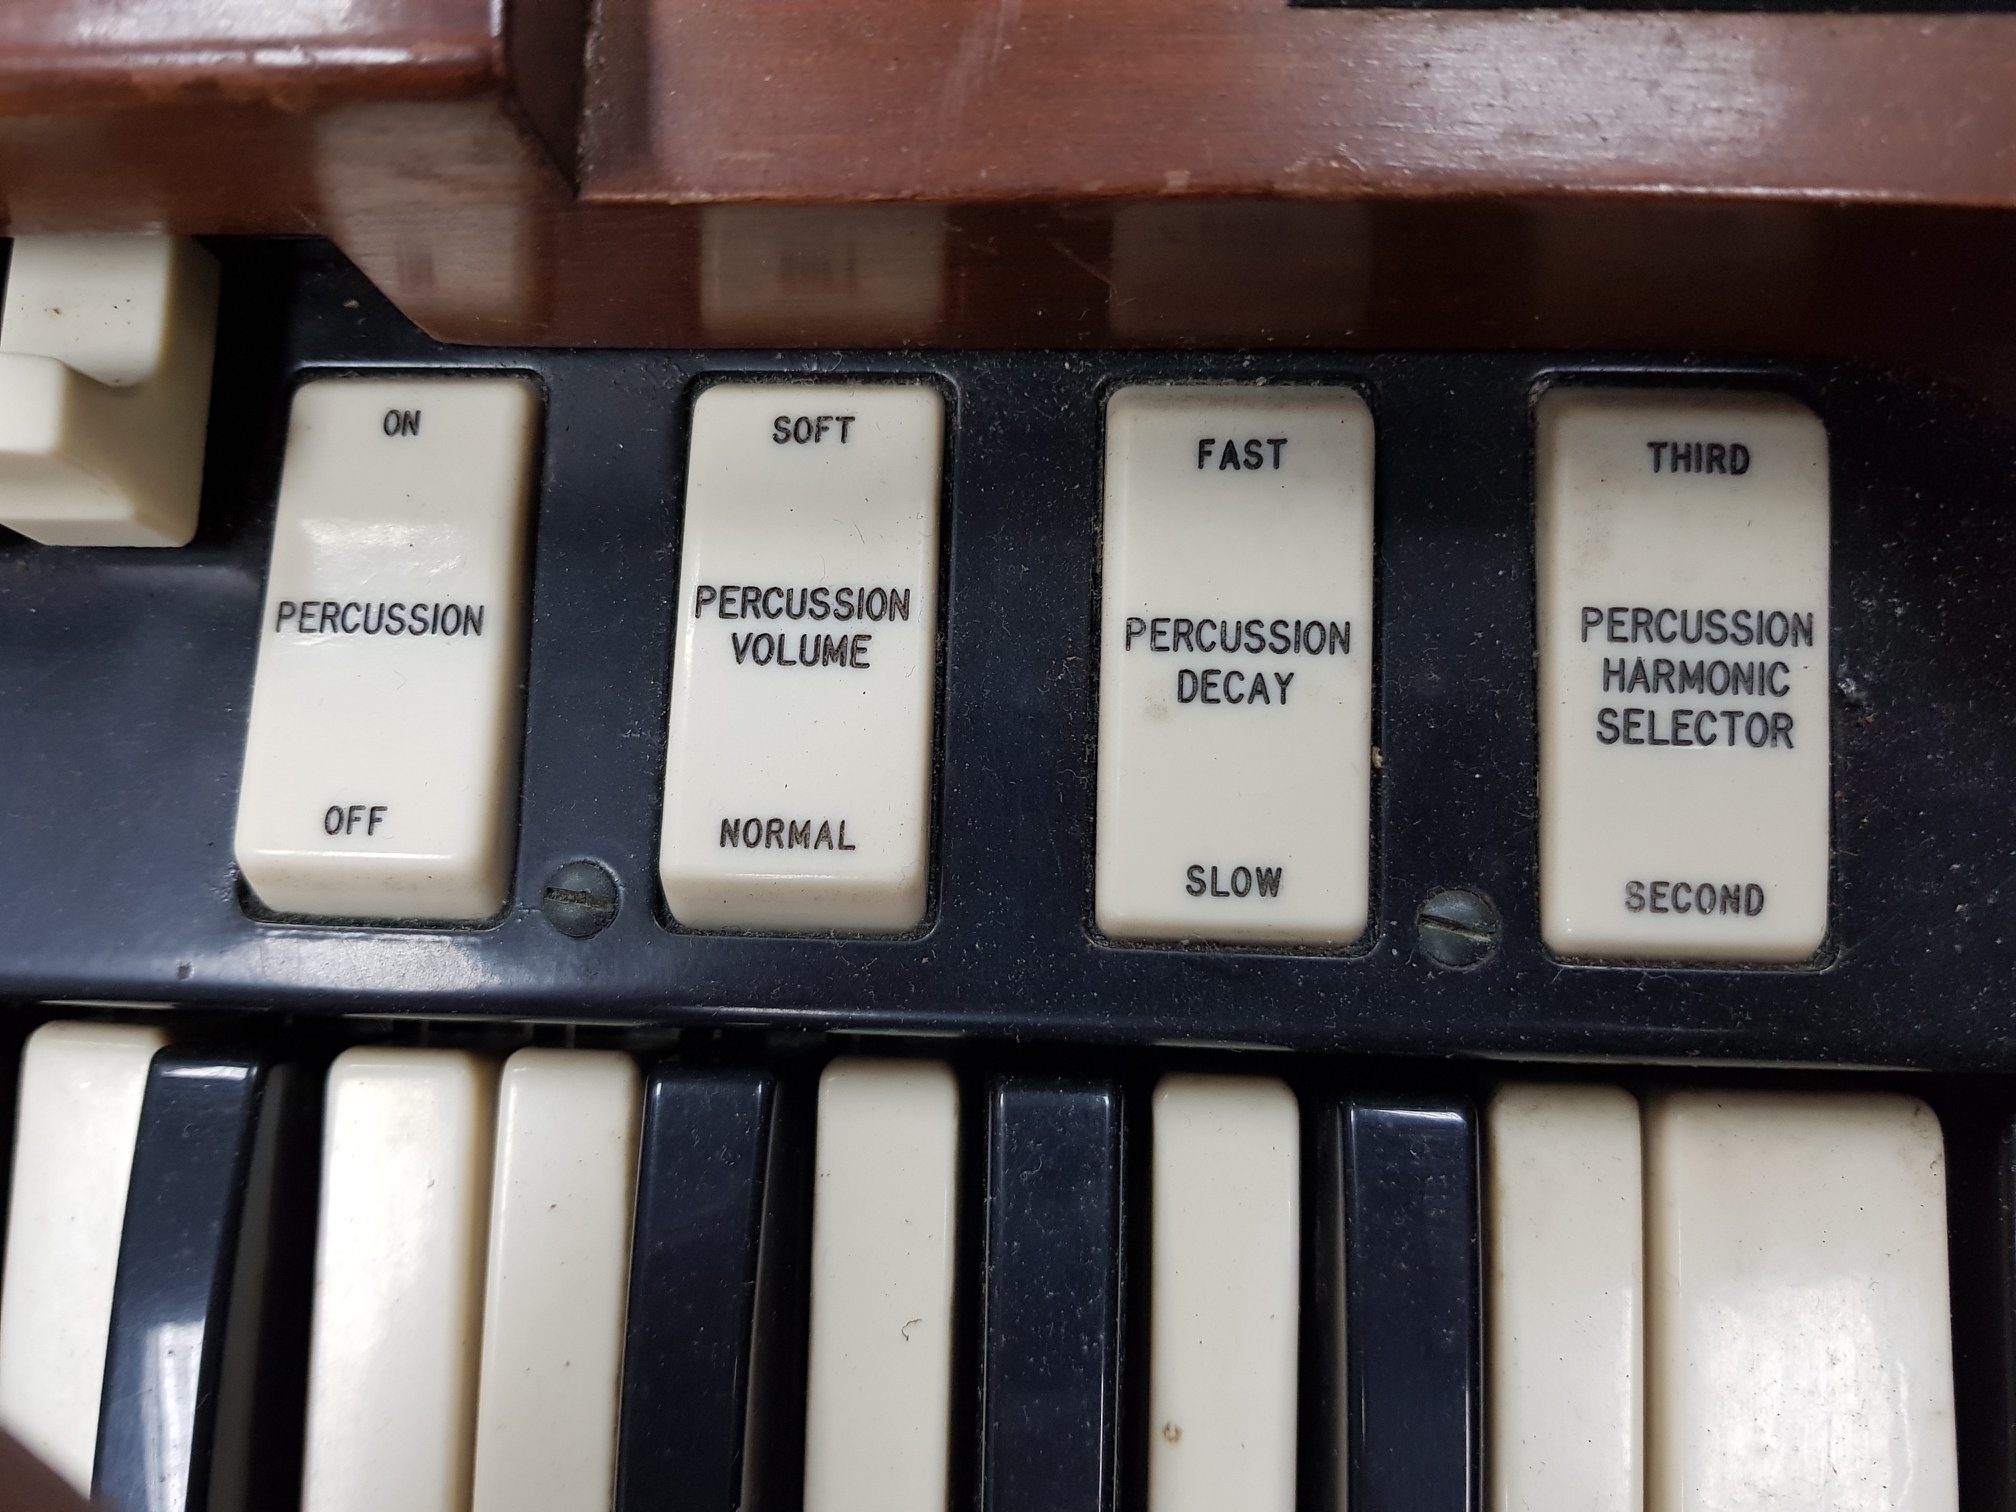 ON
PERCUSSION
OFF
SOFT
PERCUSSION
VOLUME
NORMAL
FAST
PERCUSSION
DECAY
SLOW
THIRD
PERCUSSION
HARMONIC
SELECTOR
SECOND